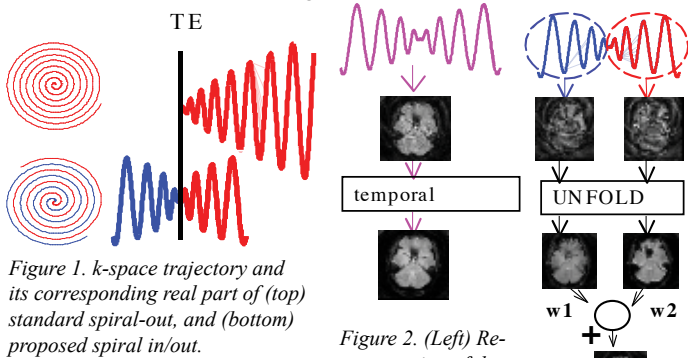 TE
Figure 1. k-space trajectory and
its corresponding real part of (top)
standard spiral-out, and (bottom)
proposed spiral in/out.
temporal
UNFOLD
w1
w2
+
Figure 2. (Left) Re-